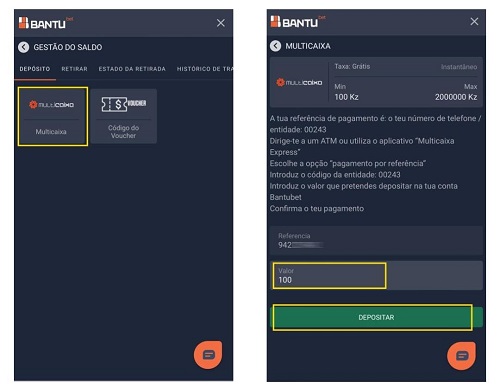 BANTU bet
GESTÃO DO SALDO
DEPÓSITO RETIRAR ESTADO DA RETIRADA HISTÓRICO DE TRA
MULTICAIXA
Multicaixa
VOUCHER
Código do
Voucher
BANTU bet
MULTICAIXA
MULTICAIXA
Taxa: Grátis Instantâneo
Min Max
100 Kz 2000000 Kz
A tua referência de pagamento é: o teu número de telefone /
entidade: 00243
Dirige-te a um ATM ou utiliza o aplicativo "Multicaixa
Express"
Escolhe a opção "pagamento por referência"
Introduz o código da entidade: 00243
Introduz o valor que pretendes depositar na tua conta
Bantubet
Confirma o teu pagamento
Referencia
942
Valor
100
DEPOSITAR